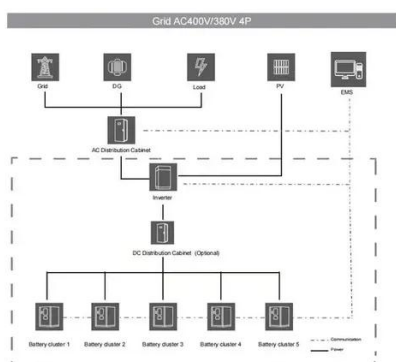 Grid AC400V/380V 4P
Grid
DG
Load
PV
EMS
AC Distribution Cabinet
Inverter
DC Distribution Cabinet (Optional)
Battery cluster 1
Battery cluster 2
Battery cluster 3
Battery cluster 4
Battery cluster 5
Communication
Power